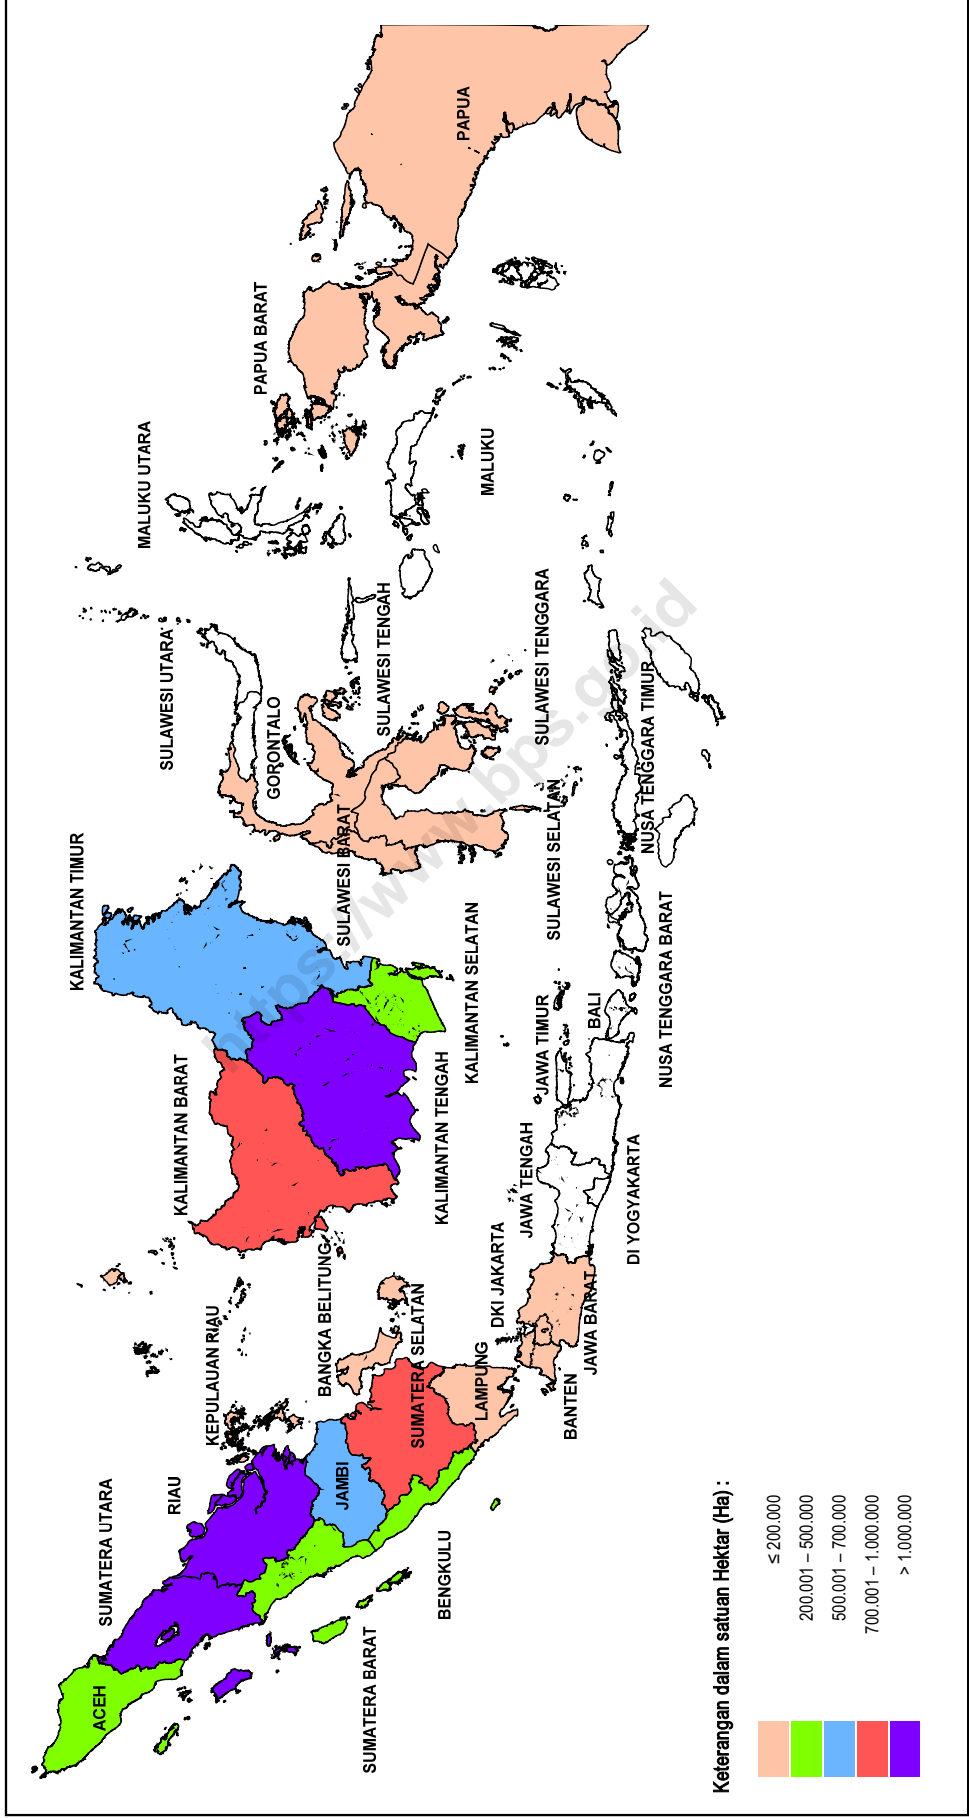 ACEH
SUMATERA UTARA
RIAU
KEPULAUAN RIAU
SUMATERA BARAT
JAMBI
BENGKULU
SUMATERA SELATAN
BANGKA BELITUNG
LAMPUNG
BANTEN
DKI JAKARTA
JAWA BARAT
JAWA TENGAH
DI YOGYAKARTA
JAWA TIMUR
BALI
NUSA TENGGARA BARAT
NUSA TENGGARA TIMUR
KALIMANTAN BARAT
KALIMANTAN TENGAH
KALIMANTAN SELATAN
KALIMANTAN TIMUR
SULAWESI BARAT
SULAWESI SELATAN
SULAWESI TENGAH
SULAWESI TENGGARA
GORONTALO
SULAWESI UTARA
MALUKU UTARA
MALUKU
PAPUA BARAT
PAPUA
https://www.bps.go.id
Keterangan dalam satuan Hektar (Ha) :
≤ 200.000
200.001 – 500.000
500.001 – 700.000
700.001 – 1.000.000
> 1.000.000